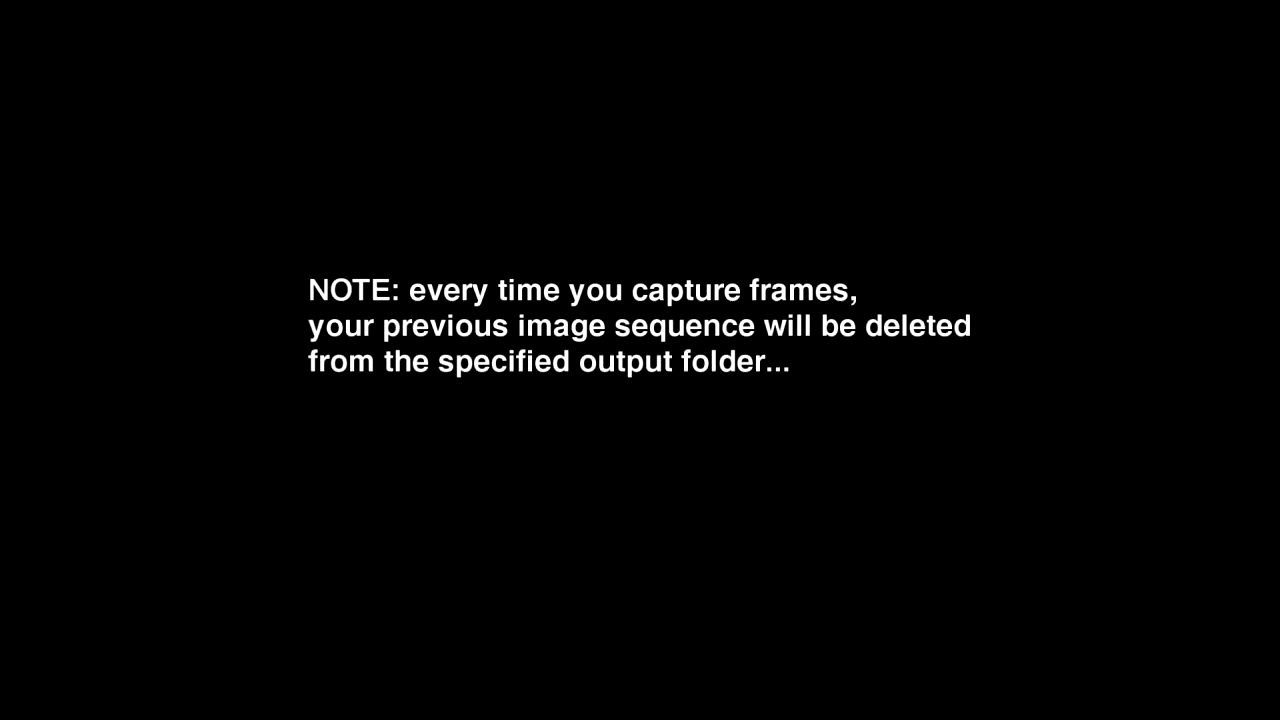 NOTE: every time you capture frames,
your previous image sequence will be deleted
from the specified output folder...